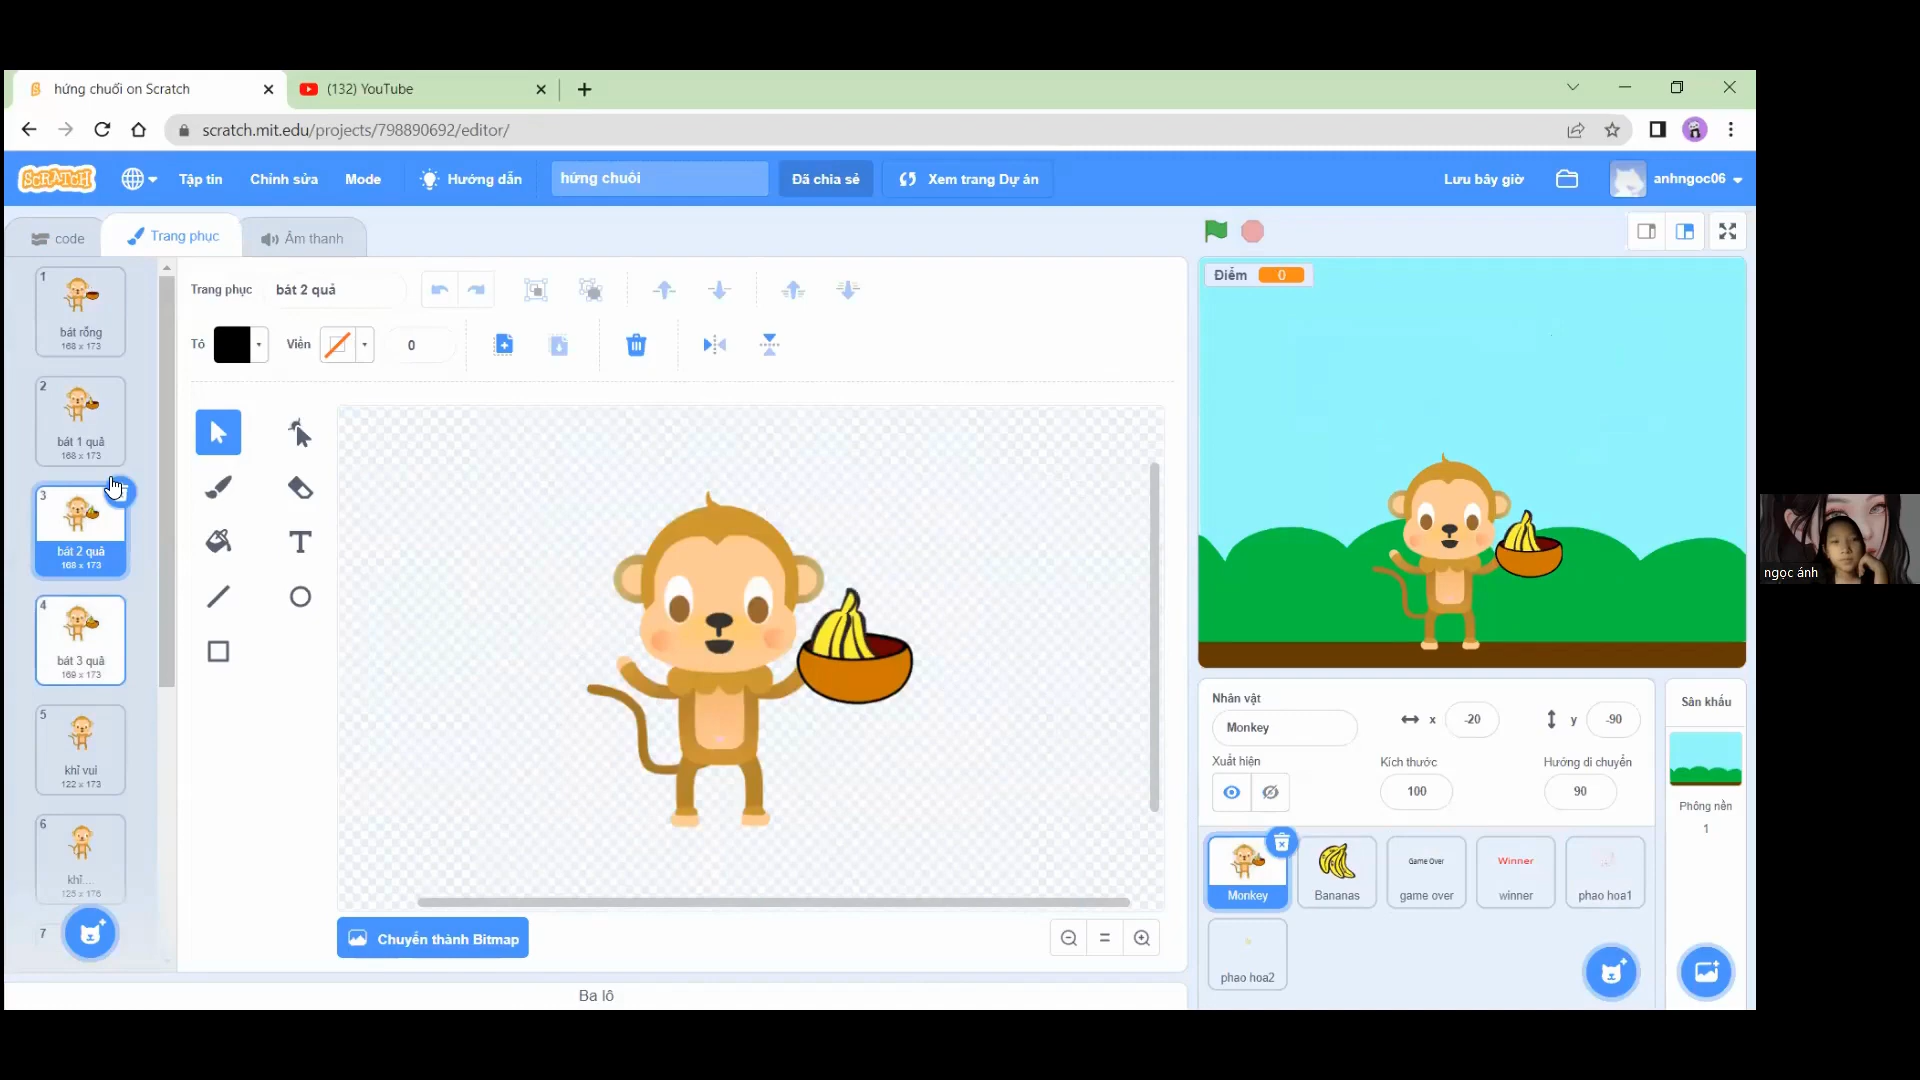 hứng chuối on Scratch
(132) YouTube
scratch.mit.edu/projects/798890692/editor/
SCRATCH
Tập tin
Chỉnh sửa
Mode
Hướng dẫn
hứng chuối
Đã chia sẻ
Xem trang Dự án
Lưu bây giờ
anhngoc06
code
Trang phục
Âm thanh
Trang phục
bát 2 quả
Tô
Viền
0
1
bát rỗng
168 x 173
2
bát 1 quả
168 x 173
3
bát 2 quả
168 x 173
4
bát 3 quả
169 x 173
5
khỉ vui
122 x 173
6
khỉ....
125 x 176
7
Chuyển thành Bitmap
Ba lô
Điểm 0
Nhân vật
Monkey
x -20
y -90
Xuất hiện
Kích thước
100
Hướng di chuyển
90
Sân khấu
Phông nền
1
Monkey
Bananas
Game Over
game over
Winner
winner
phao hoa1
phao hoa2
ngọc ánh